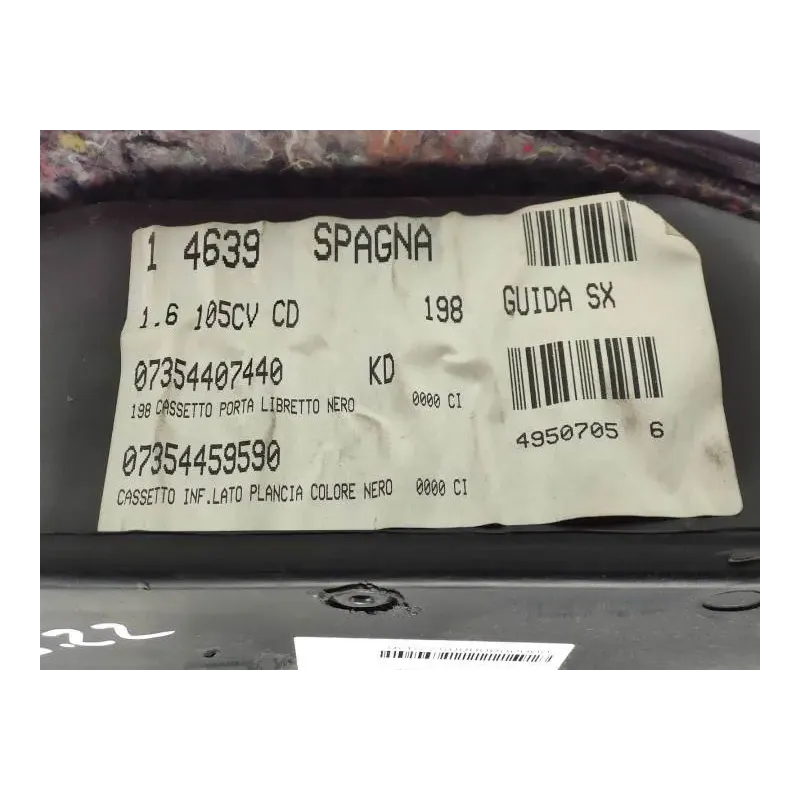 1 4639 SPAGNA
1.6 105CV CD 198 GUIDA SX
07354407440 KD
198 CASSETTO PORTA LIBRETTO NERO 0000 CI
4950705 6
07354459590
CASSETTO INF.LATO PLANCIA COLORE NERO 0000 CI